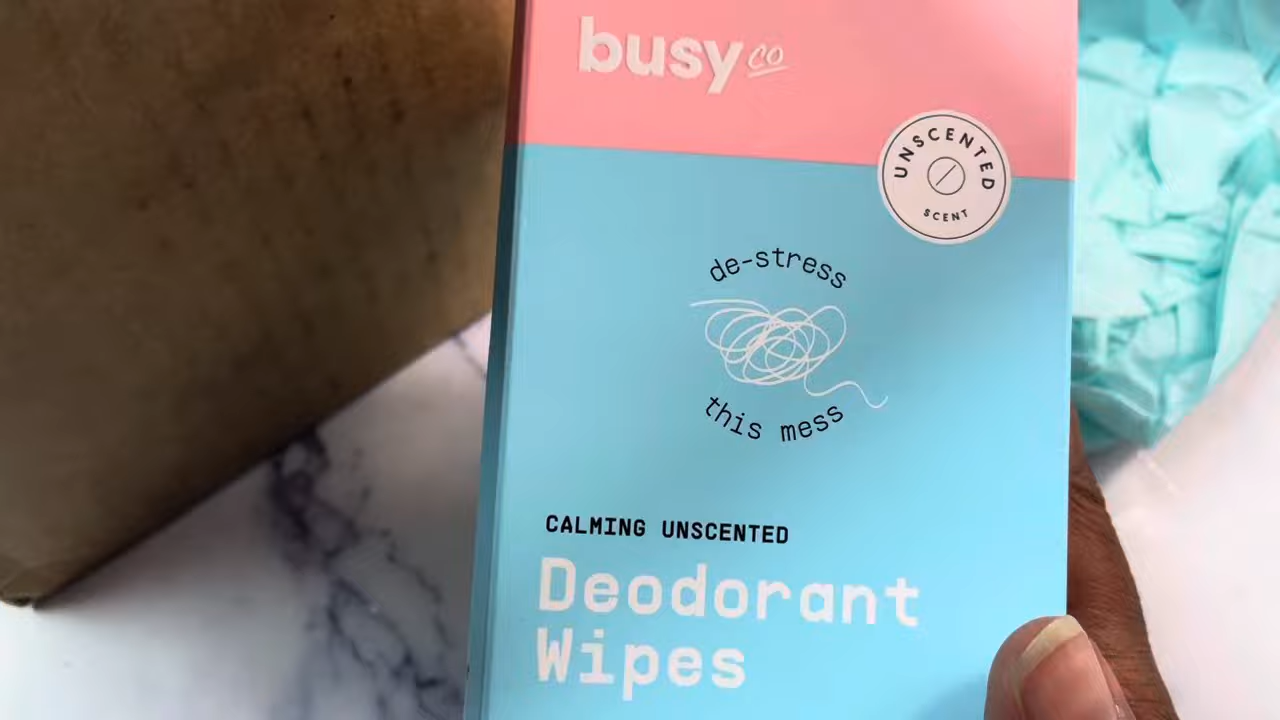 busy co
UNSCENTED
SCENT
de-stress
this mess
CALMING UNSCENTED
Deodorant
Wipes